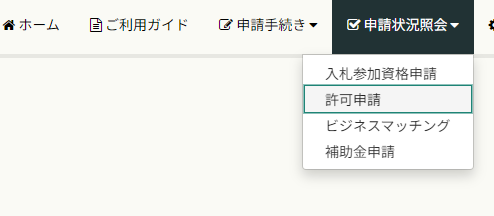 ホーム ご利用ガイド 申請手続き 申請状況照会
入札参加資格申請
許可申請
ビジネスマッチング
補助金申請